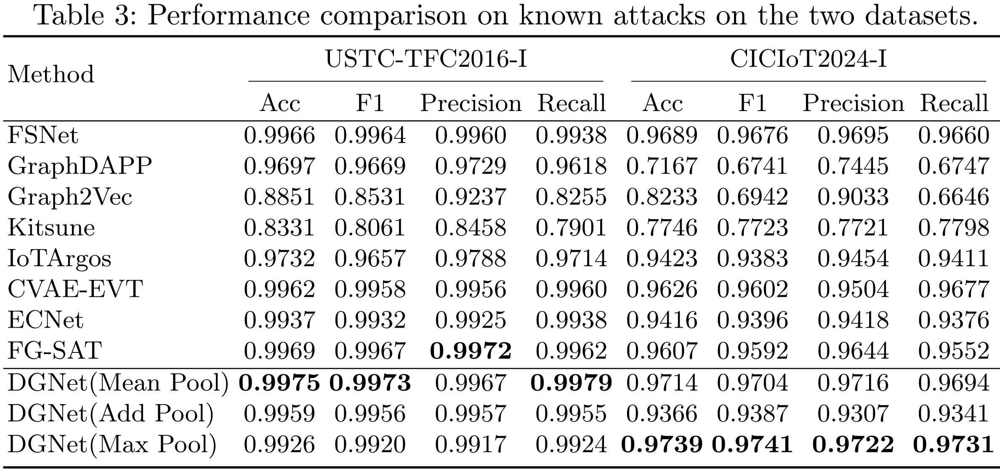 Table 3: Performance comparison on known attacks on the two datasets.
Method USTC-TFC2016-I CICIoT2024-I
Acc F1 Precision Recall Acc F1 Precision Recall
FSNet 0.9966 0.9964 0.9960 0.9938 0.9689 0.9676 0.9695 0.9660
GraphDAPP 0.9697 0.9669 0.9729 0.9618 0.7167 0.6741 0.7445 0.6747
Graph2Vec 0.8851 0.8531 0.9237 0.8255 0.8233 0.6942 0.9033 0.6646
Kitsune 0.8331 0.8061 0.8458 0.7901 0.7746 0.7723 0.7721 0.7798
IoTArgos 0.9732 0.9657 0.9788 0.9714 0.9423 0.9383 0.9454 0.9411
CVAE-EVT 0.9962 0.9958 0.9956 0.9960 0.9626 0.9602 0.9504 0.9677
ECNet 0.9937 0.9932 0.9925 0.9938 0.9416 0.9396 0.9418 0.9376
FG-SAT 0.9969 0.9967 0.9972 0.9962 0.9607 0.9592 0.9644 0.9552
DGNet(Mean Pool) 0.9975 0.9973 0.9967 0.9979 0.9714 0.9704 0.9716 0.9694
DGNet(Add Pool) 0.9959 0.9956 0.9957 0.9955 0.9366 0.9387 0.9307 0.9341
DGNet(Max Pool) 0.9926 0.9920 0.9917 0.9924 0.9739 0.9741 0.9722 0.9731